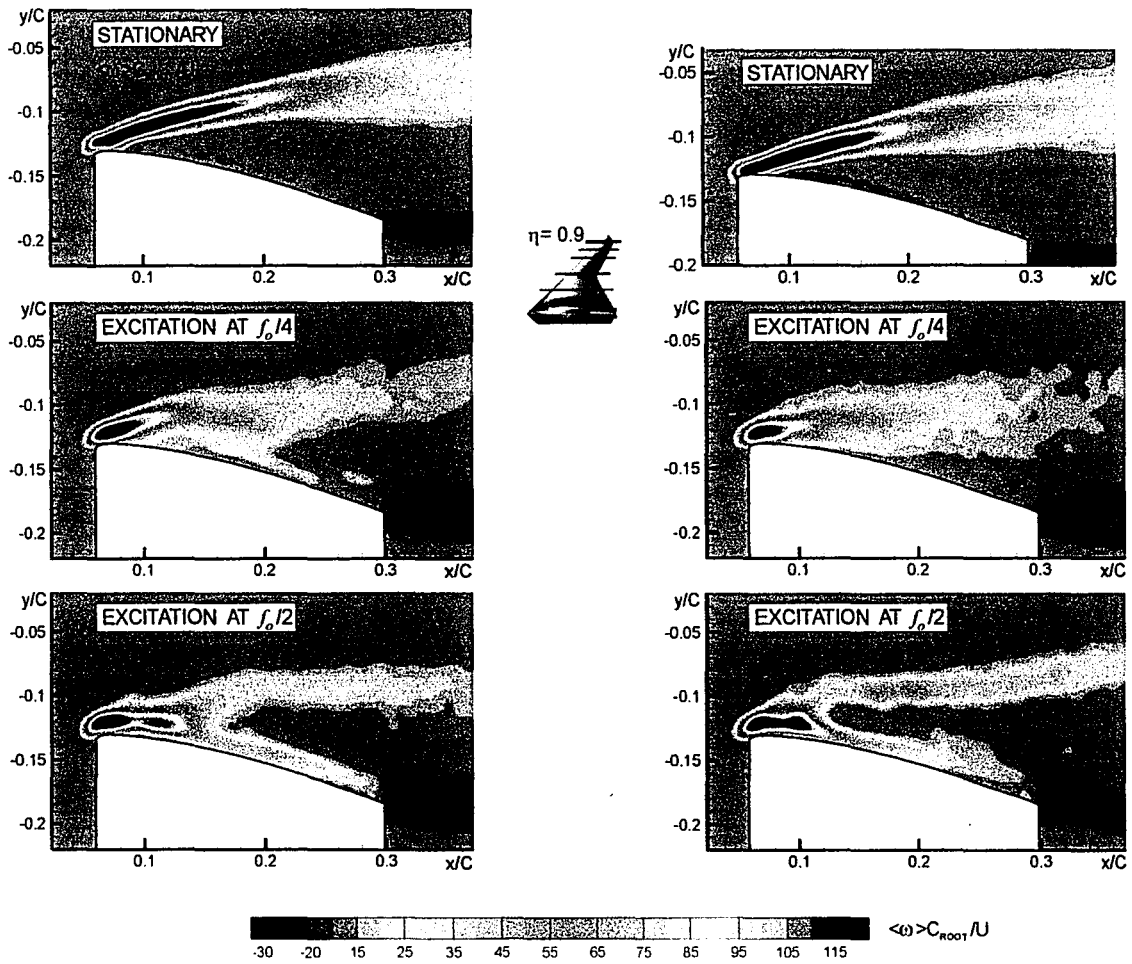 y/C
STATIONARY
-0.05
-0.1
-0.15
-0.2
0.1
0.2
0.3
x/C
y/C
STATIONARY
-0.05
-0.1
-0.15
-0.2
0.1
0.2
0.3
x/C
η= 0.9
y/C
EXCITATION AT fₒ/4
-0.05
-0.1
-0.15
-0.2
0.1
0.2
0.3
x/C
y/C
EXCITATION AT fₒ/4
-0.05
-0.1
-0.15
-0.2
0.1
0.2
0.3
x/C
y/C
EXCITATION AT fₒ/2
-0.05
-0.1
-0.15
-0.2
0.1
0.2
0.3
x/C
y/C
EXCITATION AT fₒ/2
-0.05
-0.1
-0.15
-0.2
0.1
0.2
0.3
x/C
-30 -20 15 25 35 45 55 65 75 85 95 105 115
<ω>C_ROOT/U